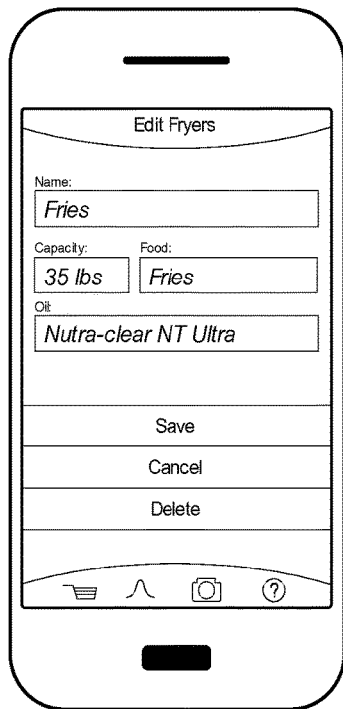 Edit Fryers
Name:
Fries
Capacity: Food:
35 lbs Fries
Oil:
Nutra-clear NT Ultra
Save
Cancel
Delete
?